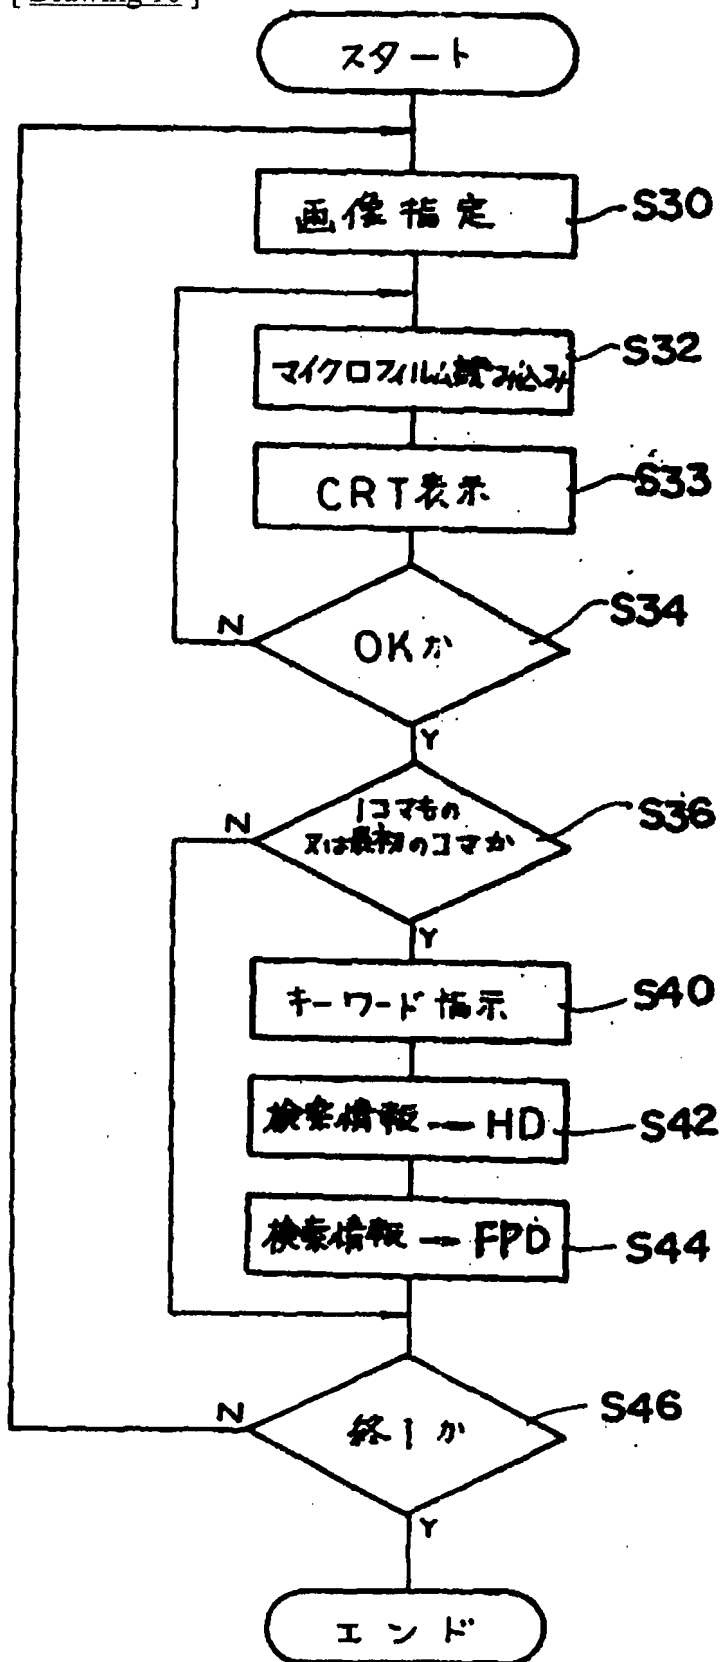 スタート
画像指定
S30
マイクロフィルム読み込み
S32
CRT表示
S33
OKか
S34
N
Y
1コマもの
又は最初のコマか
S36
N
Y
キーワード指示
S40
検索情報→HD
S42
検索情報→FPD
S44
終了か
S46
N
Y
エンド